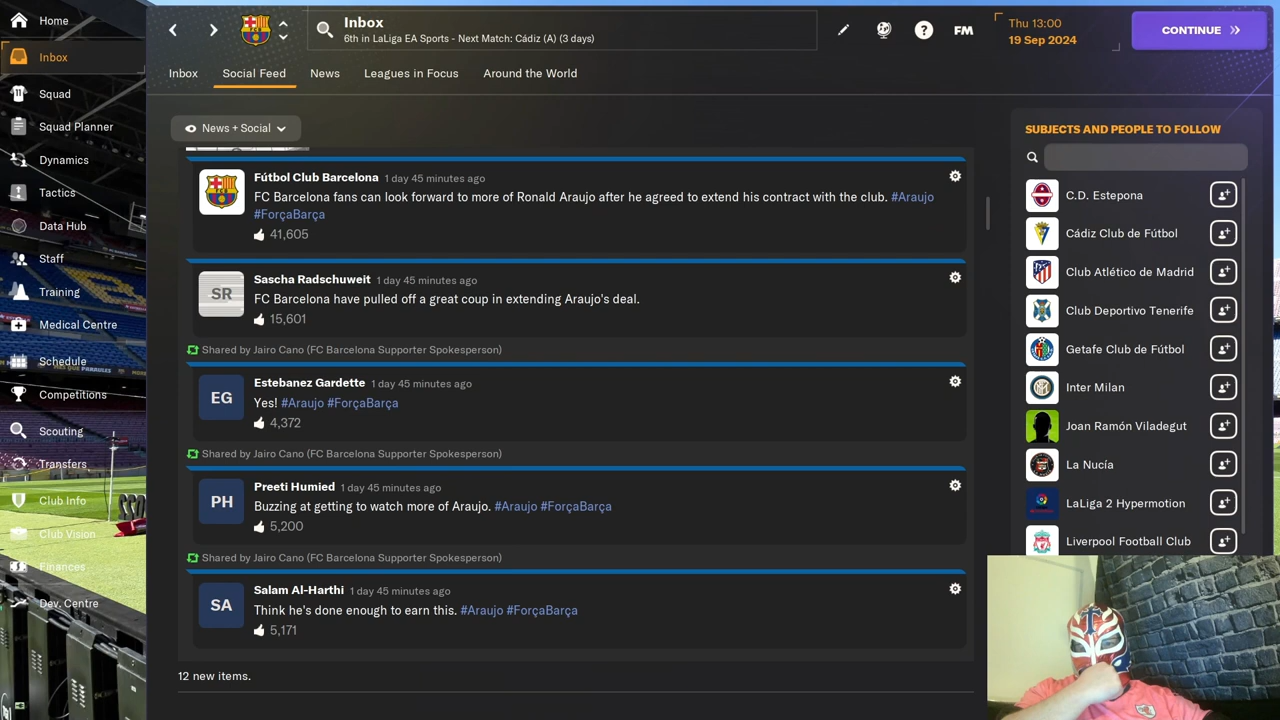 Home
Inbox
Squad
Squad Planner
Dynamics
Tactics
Data Hub
Staff
Training
Medical Centre
Schedule
Competitions
Scouting
Transfers
Club Info
Club Vision
Finances
Dev. Centre
Inbox
6th in LaLiga EA Sports - Next Match: Cádiz (A) (3 days)
FM
Thu 13:00
19 Sep 2024
CONTINUE
Inbox
Social Feed
News
Leagues in Focus
Around the World
News + Social
Fútbol Club Barcelona 1 day 45 minutes ago
FC Barcelona fans can look forward to more of Ronald Araujo after he agreed to extend his contract with the club. #Araujo
#ForçaBarça
41,605
SR
Sascha Radschuweit 1 day 45 minutes ago
FC Barcelona have pulled off a great coup in extending Araujo's deal.
15,601
Shared by Jairo Cano (FC Barcelona Supporter Spokesperson)
EG
Estebanez Gardette 1 day 45 minutes ago
Yes! #Araujo #ForçaBarça
4,372
Shared by Jairo Cano (FC Barcelona Supporter Spokesperson)
PH
Preeti Humied 1 day 45 minutes ago
Buzzing at getting to watch more of Araujo. #Araujo #ForçaBarça
5,200
Shared by Jairo Cano (FC Barcelona Supporter Spokesperson)
SA
Salam Al-Harthi 1 day 45 minutes ago
Think he's done enough to earn this. #Araujo #ForçaBarça
5,171
12 new items.
SUBJECTS AND PEOPLE TO FOLLOW
C.D. Estepona
Cádiz Club de Fútbol
Club Atlético de Madrid
Club Deportivo Tenerife
Getafe Club de Fútbol
Inter Milan
Joan Ramón Viladegut
La Nucía
LaLiga 2 Hypermotion
Liverpool Football Club